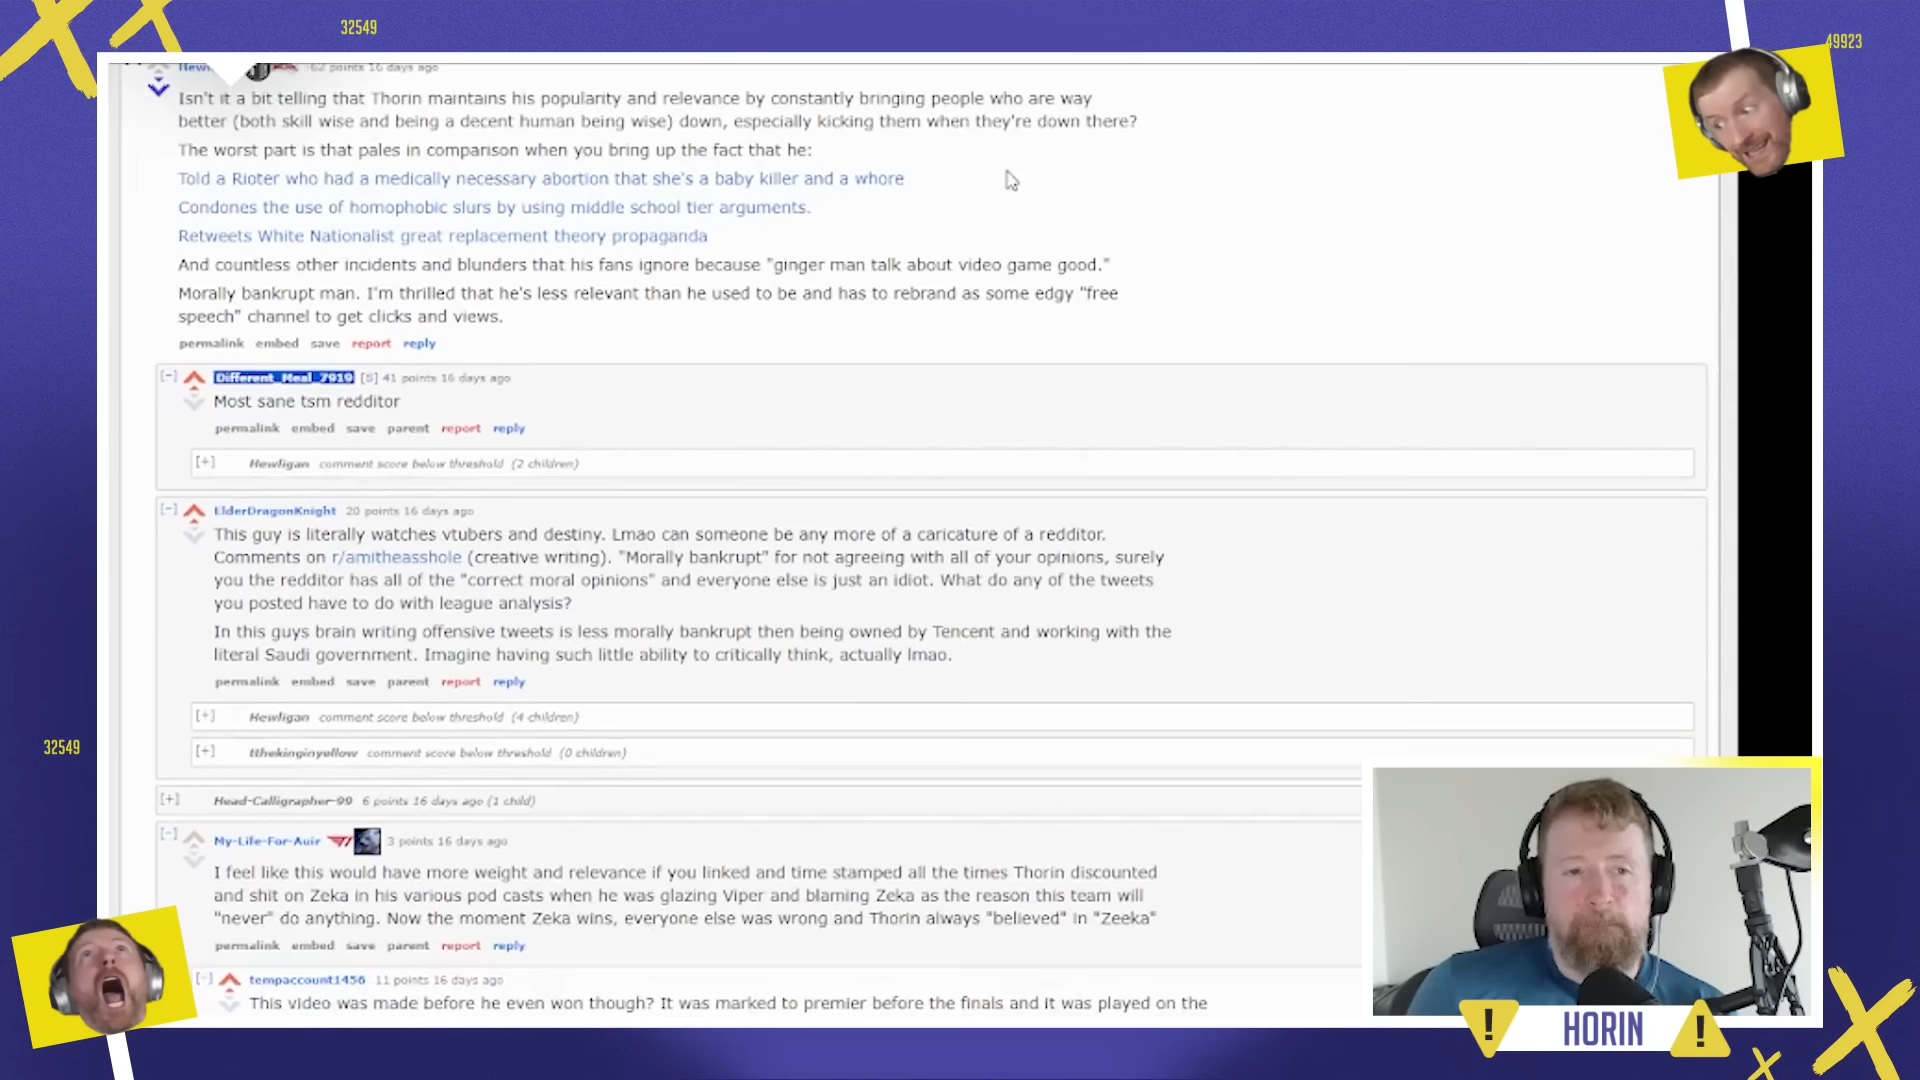 32549
49923
62 points 16 days ago
Isn't it a bit telling that Thorin maintains his popularity and relevance by constantly bringing people who are way
better (both skill wise and being a decent human being wise) down, especially kicking them when they're down there?
The worst part is that pales in comparison when you bring up the fact that he:
Told a Rioter who had a medically necessary abortion that she's a baby killer and a whore
Condones the use of homophobic slurs by using middle school tier arguments.
Retweets White Nationalist great replacement theory propaganda
And countless other incidents and blunders that his fans ignore because "ginger man talk about video game good."
Morally bankrupt man. I'm thrilled that he's less relevant than he used to be and has to rebrand as some edgy "free
speech" channel to get clicks and views.
permalink embed save report reply
[-] Different_Meal_7919 [S] 41 points 16 days ago
Most sane tsm redditor
permalink embed save parent report reply
[+] Hewligan comment score below threshold (2 children)
[-] ElderDragonKnight 20 points 16 days ago
This guy is literally watches vtubers and destiny. Lmao can someone be any more of a caricature of a redditor.
Comments on r/amitheasshole (creative writing). "Morally bankrupt" for not agreeing with all of your opinions, surely
you the redditor has all of the "correct moral opinions" and everyone else is just an idiot. What do any of the tweets
you posted have to do with league analysis?
In this guys brain writing offensive tweets is less morally bankrupt then being owned by Tencent and working with the
literal Saudi government. Imagine having such little ability to critically think, actually lmao.
permalink embed save parent report reply
[+] Hewligan comment score below threshold (4 children)
[+] tthekinginyellow comment score below threshold (0 children)
32549
[+] Head-Calligrapher-99 6 points 16 days ago (1 child)
[-] My-Life-For-Auir 3 points 16 days ago
I feel like this would have more weight and relevance if you linked and time stamped all the times Thorin discounted
and shit on Zeka in his various pod casts when he was glazing Viper and blaming Zeka as the reason this team will
"never" do anything. Now the moment Zeka wins, everyone else was wrong and Thorin always "believed" in "Zeeka"
permalink embed save parent report reply
[-] tempaccount1456 11 points 16 days ago
This video was made before he even won though? It was marked to premier before the finals and it was played on the
HORIN